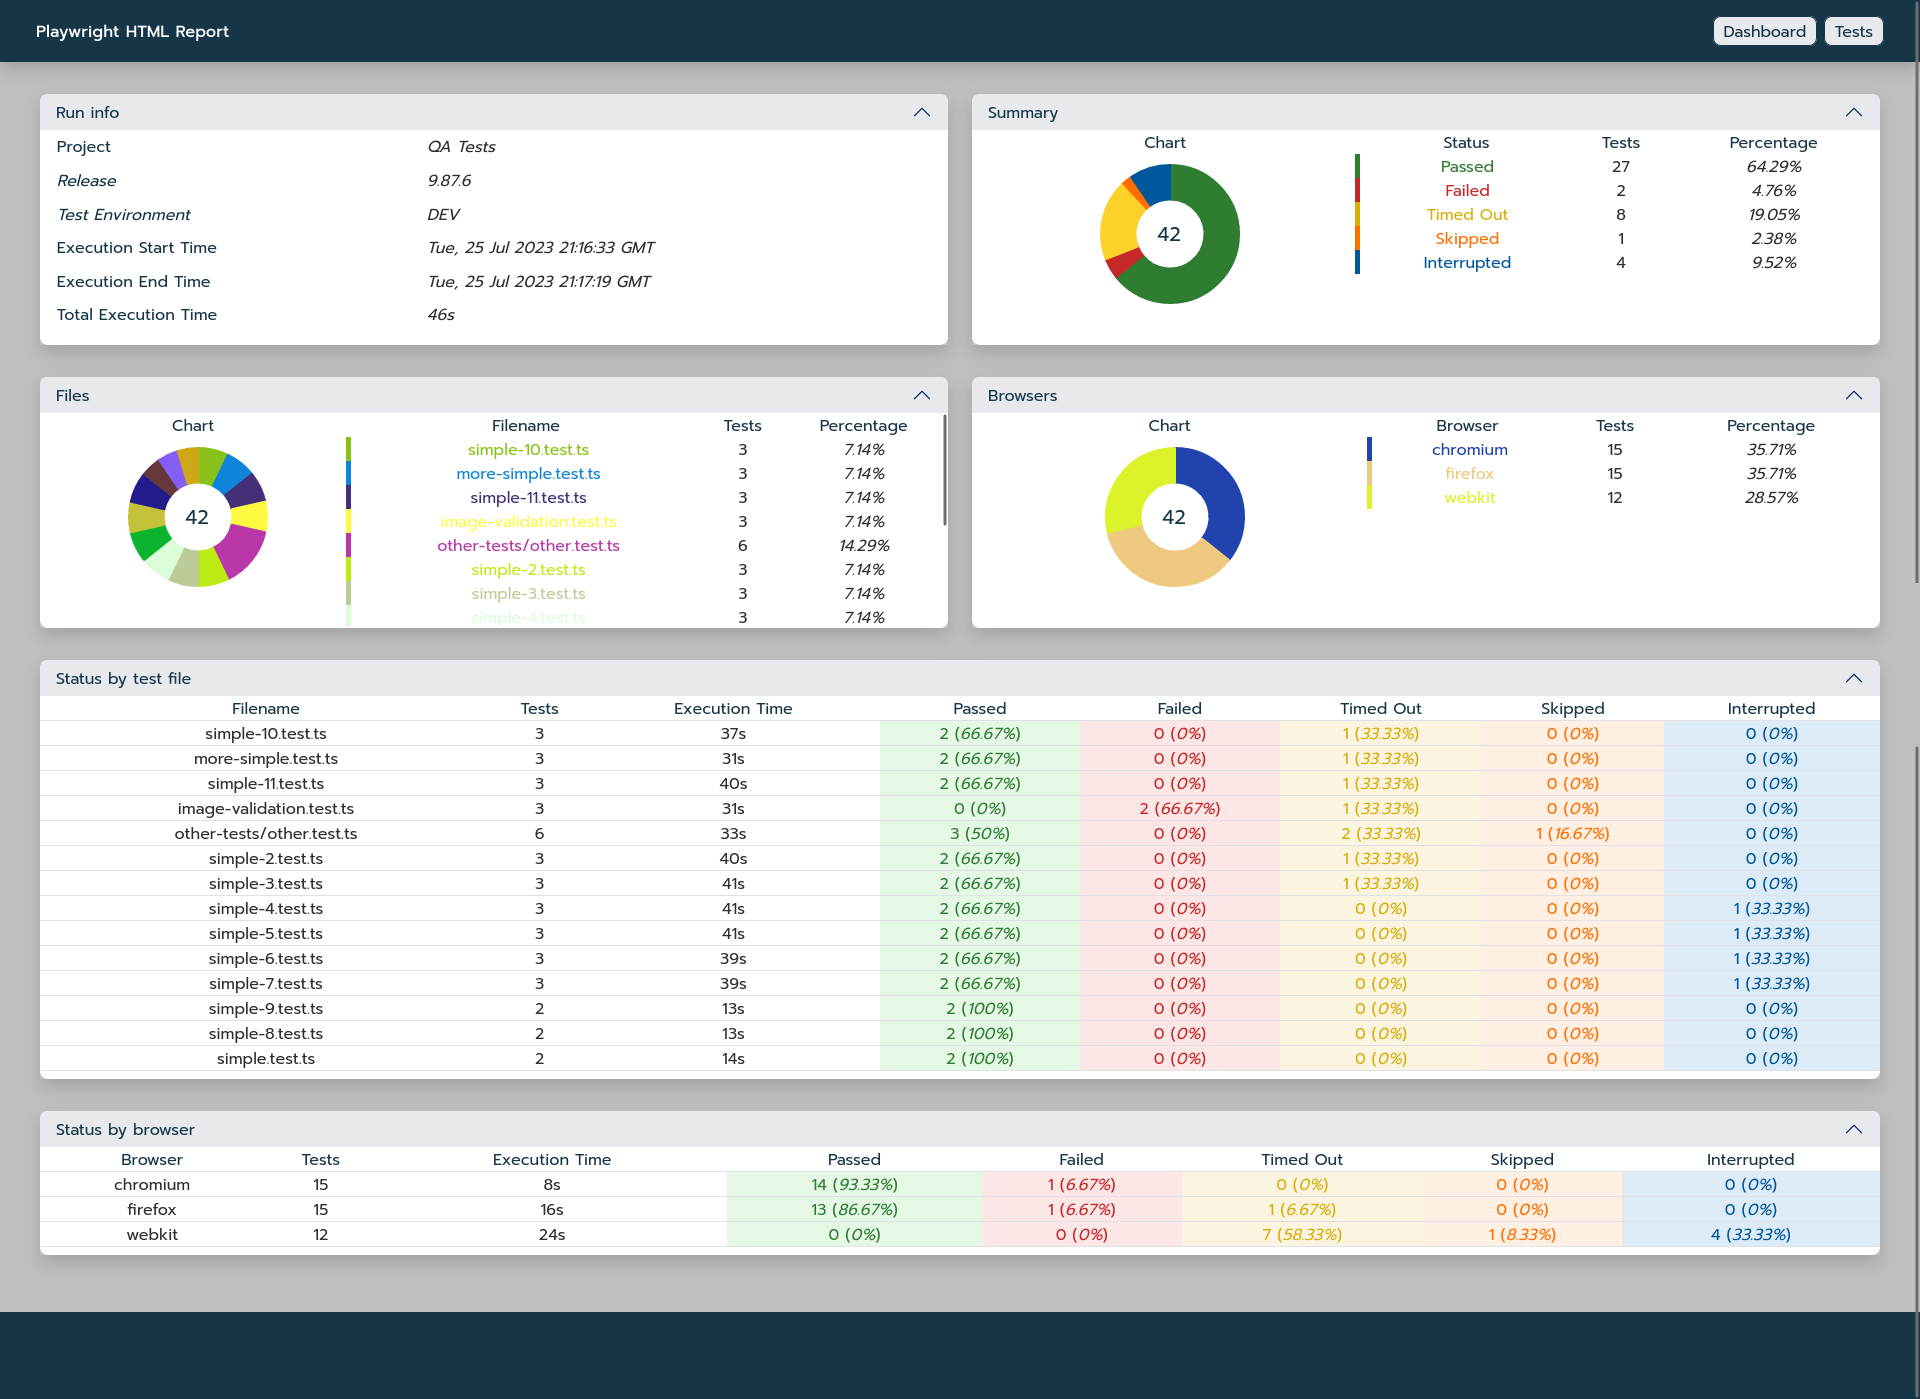 Playwright HTML Report
Dashboard Tests
Run info
Project QA Tests
Release 9.87.6
Test Environment DEV
Execution Start Time Tue, 25 Jul 2023 21:16:33 GMT
Execution End Time Tue, 25 Jul 2023 21:17:19 GMT
Total Execution Time 46s
Summary
Chart Status Tests Percentage
Passed 27 64.29%
Failed 2 4.76%
Timed Out 8 19.05%
Skipped 1 2.38%
Interrupted 4 9.52%
42
Files
Chart Filename Tests Percentage
simple-10.test.ts 3 7.14%
more-simple.test.ts 3 7.14%
simple-11.test.ts 3 7.14%
image-validation.test.ts 3 7.14%
other-tests/other.test.ts 6 14.29%
simple-2.test.ts 3 7.14%
simple-3.test.ts 3 7.14%
simple-4.test.ts 3 7.14%
42
Browsers
Chart Browser Tests Percentage
chromium 15 35.71%
firefox 15 35.71%
webkit 12 28.57%
42
Status by test file
Filename Tests Execution Time Passed Failed Timed Out Skipped Interrupted
simple-10.test.ts 3 37s 2 (66.67%) 0 (0%) 1 (33.33%) 0 (0%) 0 (0%)
more-simple.test.ts 3 31s 2 (66.67%) 0 (0%) 1 (33.33%) 0 (0%) 0 (0%)
simple-11.test.ts 3 40s 2 (66.67%) 0 (0%) 1 (33.33%) 0 (0%) 0 (0%)
image-validation.test.ts 3 31s 0 (0%) 2 (66.67%) 1 (33.33%) 0 (0%) 0 (0%)
other-tests/other.test.ts 6 33s 3 (50%) 0 (0%) 2 (33.33%) 1 (16.67%) 0 (0%)
simple-2.test.ts 3 40s 2 (66.67%) 0 (0%) 1 (33.33%) 0 (0%) 0 (0%)
simple-3.test.ts 3 41s 2 (66.67%) 0 (0%) 1 (33.33%) 0 (0%) 0 (0%)
simple-4.test.ts 3 41s 2 (66.67%) 0 (0%) 0 (0%) 0 (0%) 1 (33.33%)
simple-5.test.ts 3 41s 2 (66.67%) 0 (0%) 0 (0%) 0 (0%) 1 (33.33%)
simple-6.test.ts 3 39s 2 (66.67%) 0 (0%) 0 (0%) 0 (0%) 1 (33.33%)
simple-7.test.ts 3 39s 2 (66.67%) 0 (0%) 0 (0%) 0 (0%) 1 (33.33%)
simple-9.test.ts 2 13s 2 (100%) 0 (0%) 0 (0%) 0 (0%) 0 (0%)
simple-8.test.ts 2 13s 2 (100%) 0 (0%) 0 (0%) 0 (0%) 0 (0%)
simple.test.ts 2 14s 2 (100%) 0 (0%) 0 (0%) 0 (0%) 0 (0%)
Status by browser
Browser Tests Execution Time Passed Failed Timed Out Skipped Interrupted
chromium 15 8s 14 (93.33%) 1 (6.67%) 0 (0%) 0 (0%) 0 (0%)
firefox 15 16s 13 (86.67%) 1 (6.67%) 1 (6.67%) 0 (0%) 0 (0%)
webkit 12 24s 0 (0%) 0 (0%) 7 (58.33%) 1 (8.33%) 4 (33.33%)